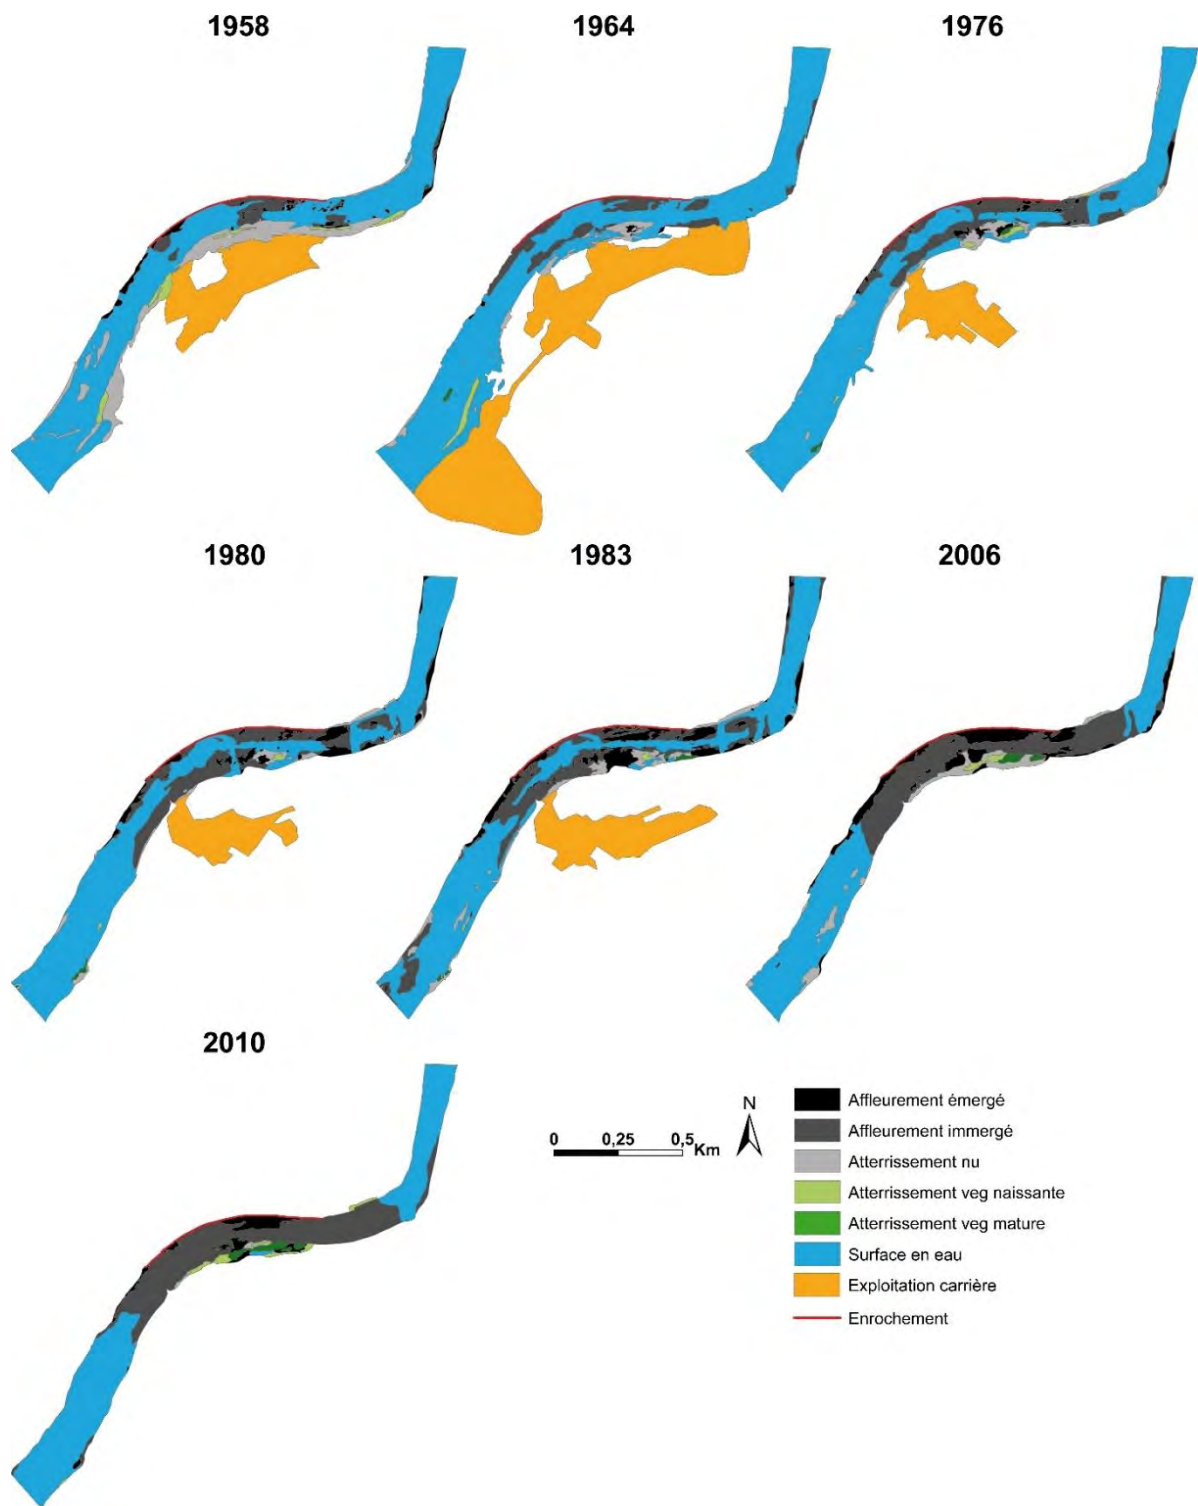 1958
1964
1976
1980
1983
2006
2010
N
0 0,25 0,5 Km
Affleurement émergé
Affleurement immergé
Atterrissement nu
Atterrissement veg naissante
Atterrissement veg mature
Surface en eau
Exploitation carrière
Enrochement